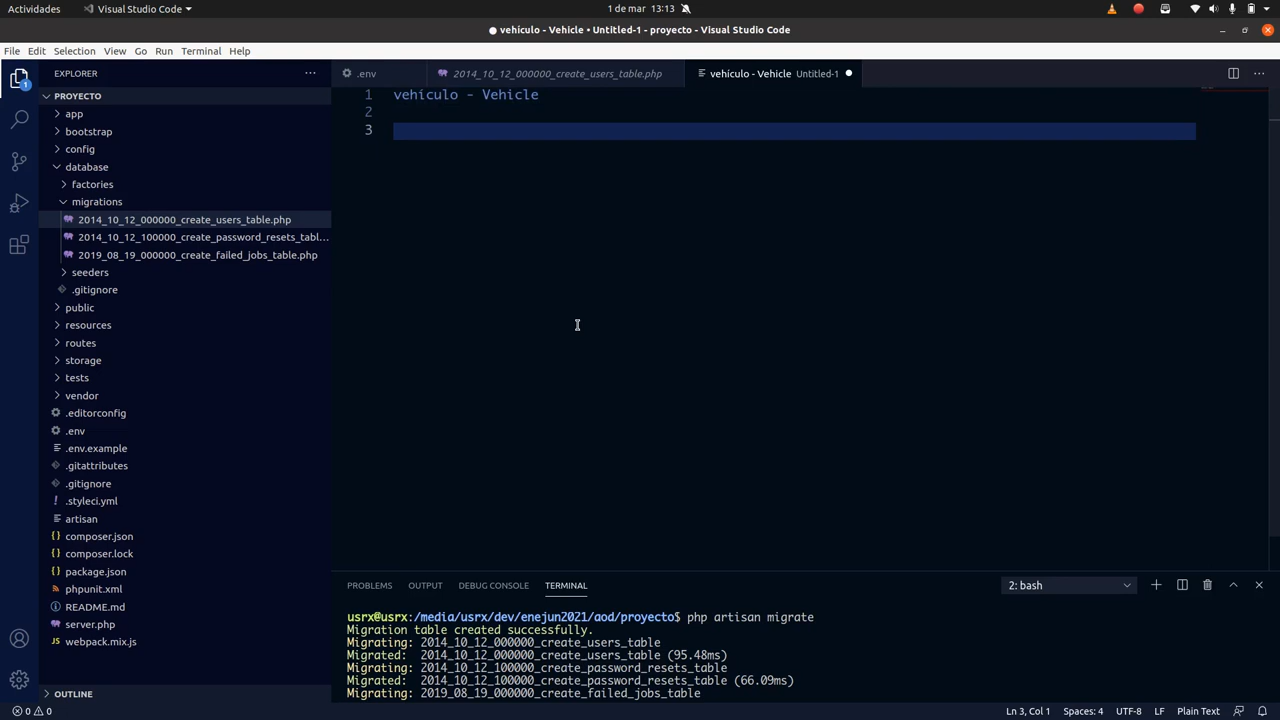 Actividades
Visual Studio Code
1 de mar 13:13
● vehículo - Vehicle • Untitled-1 - proyecto - Visual Studio Code
File Edit Selection View Go Run Terminal Help
EXPLORER
.env
2014_10_12_000000_create_users_table.php
vehículo - Vehicle Untitled-1
1
PROYECTO
app
bootstrap
config
database
factories
migrations
2014_10_12_000000_create_users_table.php
2014_10_12_100000_create_password_resets_tabl...
2019_08_19_000000_create_failed_jobs_table.php
seeders
.gitignore
public
resources
routes
storage
tests
vendor
.editorconfig
.env
.env.example
.gitattributes
.gitignore
.styleci.yml
artisan
composer.json
composer.lock
package.json
phpunit.xml
README.md
server.php
webpack.mix.js
OUTLINE
1 vehículo - Vehicle
2
3
PROBLEMS OUTPUT DEBUG CONSOLE TERMINAL
2: bash
usrx@usrx:/media/usrx/dev/enejun2021/aod/proyecto$ php artisan migrate
Migration table created successfully.
Migrating: 2014_10_12_000000_create_users_table
Migrated: 2014_10_12_000000_create_users_table (95.48ms)
Migrating: 2014_10_12_100000_create_password_resets_table
Migrated: 2014_10_12_100000_create_password_resets_table (66.09ms)
Migrating: 2019_08_19_000000_create_failed_jobs_table
0 0
Ln 3, Col 1 Spaces: 4 UTF-8 LF Plain Text